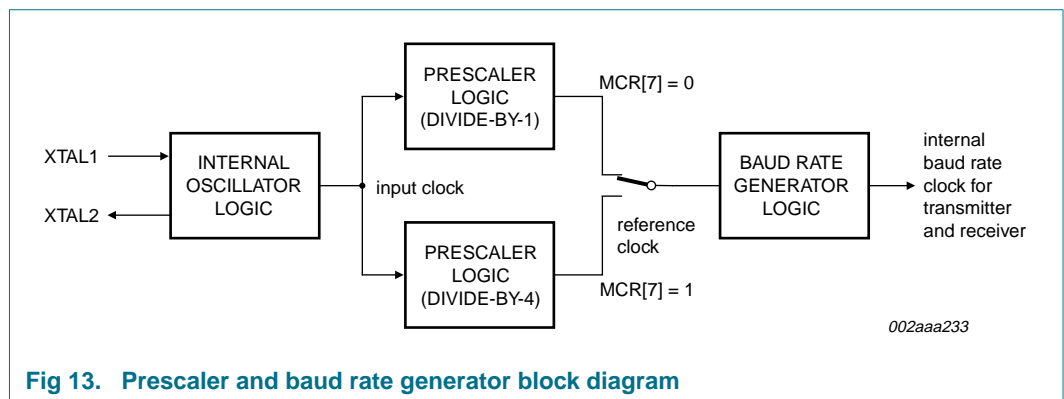 XTAL1
XTAL2
INTERNAL
OSCILLATOR
LOGIC
input clock
PRESCALER
LOGIC
(DIVIDE-BY-1)
PRESCALER
LOGIC
(DIVIDE-BY-4)
MCR[7] = 0
reference
clock
MCR[7] = 1
BAUD RATE
GENERATOR
LOGIC
internal
baud rate
clock for
transmitter
and receiver
002aaa233
Fig 13. Prescaler and baud rate generator block diagram